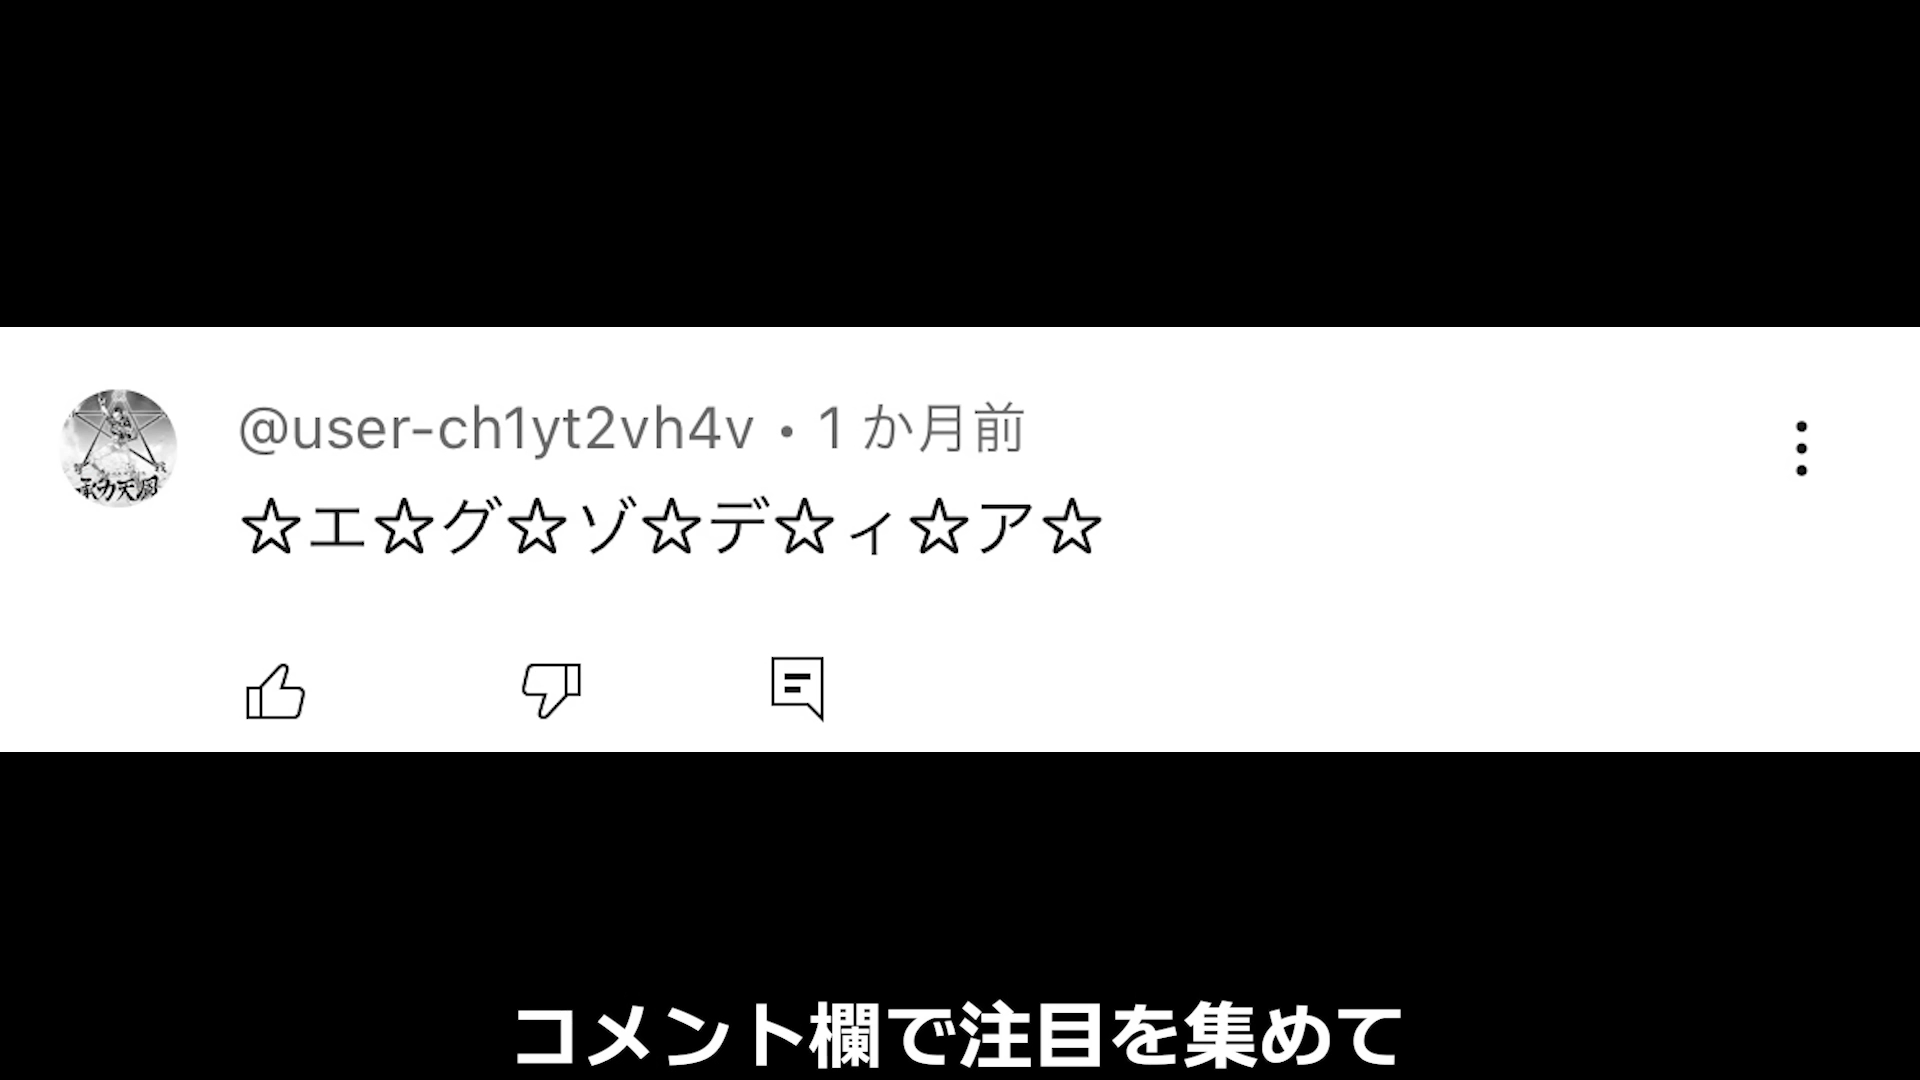 @user-ch1yt2vh4v • 1 か月前
☆エ☆グ☆ゾ☆デ☆ィ☆ア☆
コメント欄で注目を集めて